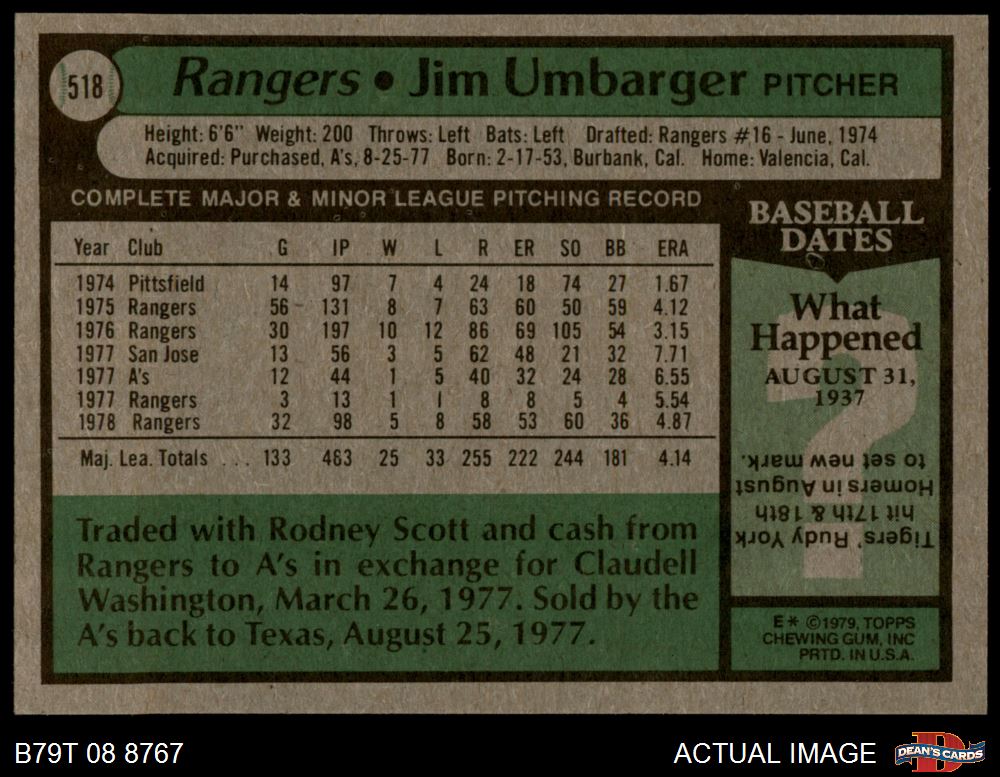 518
Rangers • Jim Umbarger PITCHER
Height: 6'6" Weight: 200 Throws: Left Bats: Left Drafted: Rangers #16 - June, 1974
Acquired: Purchased, A's, 8-25-77 Born: 2-17-53, Burbank, Cal. Home: Valencia, Cal.
COMPLETE MAJOR & MINOR LEAGUE PITCHING RECORD
Year Club G IP W L R ER SO BB ERA
1974 Pittsfield 14 97 7 4 24 18 74 27 1.67
1975 Rangers 56 131 8 7 63 60 50 59 4.12
1976 Rangers 30 197 10 12 86 69 105 54 3.15
1977 San Jose 13 56 3 5 62 48 21 32 7.71
1977 A's 12 44 1 5 40 32 24 28 6.55
1977 Rangers 3 13 1 1 8 8 5 4 5.54
1978 Rangers 32 98 5 8 58 53 60 36 4.87
Maj. Lea. Totals ... 133 463 25 33 255 222 244 181 4.14
Traded with Rodney Scott and cash from
Rangers to A's in exchange for Claudell
Washington, March 26, 1977. Sold by the
A's back to Texas, August 25, 1977.
BASEBALL
DATES
What
Happened
AUGUST 31,
1937
?
Tigers' Rudy York
hit 17th & 18th
Homers in August
to set new mark.
E* ©1979, TOPPS
CHEWING GUM, INC
PRTD. IN U.S.A.
B79T 08 8767
ACTUAL IMAGE
D
DEAN'S CARDS